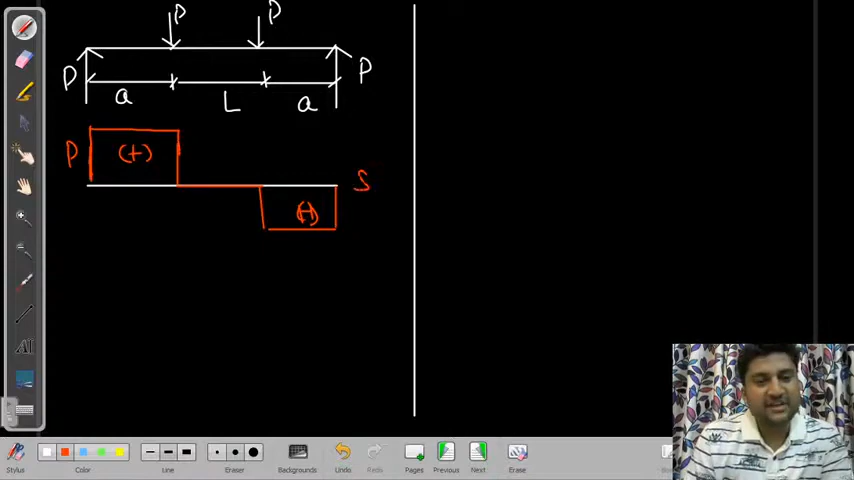 P P
P P
a L a
P (+) S
(H)
Stylus Color Line Eraser Backgrounds Undo Redo Pages Previous Next Erase